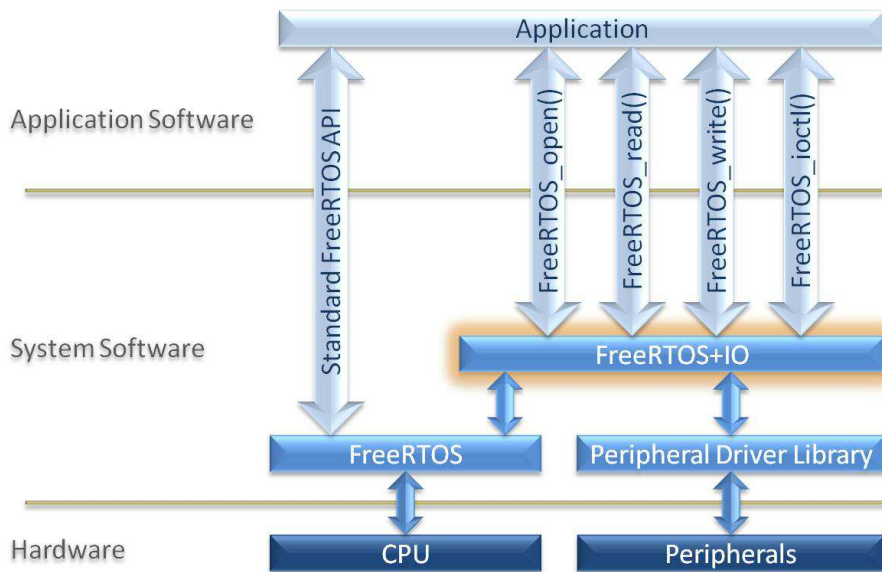 Application
Application Software
Standard FreeRTOS API
FreeRTOS_open()
FreeRTOS_read()
FreeRTOS_write()
FreeRTOS_ioctl()
System Software
FreeRTOS+IO
FreeRTOS
Peripheral Driver Library
Hardware
CPU
Peripherals